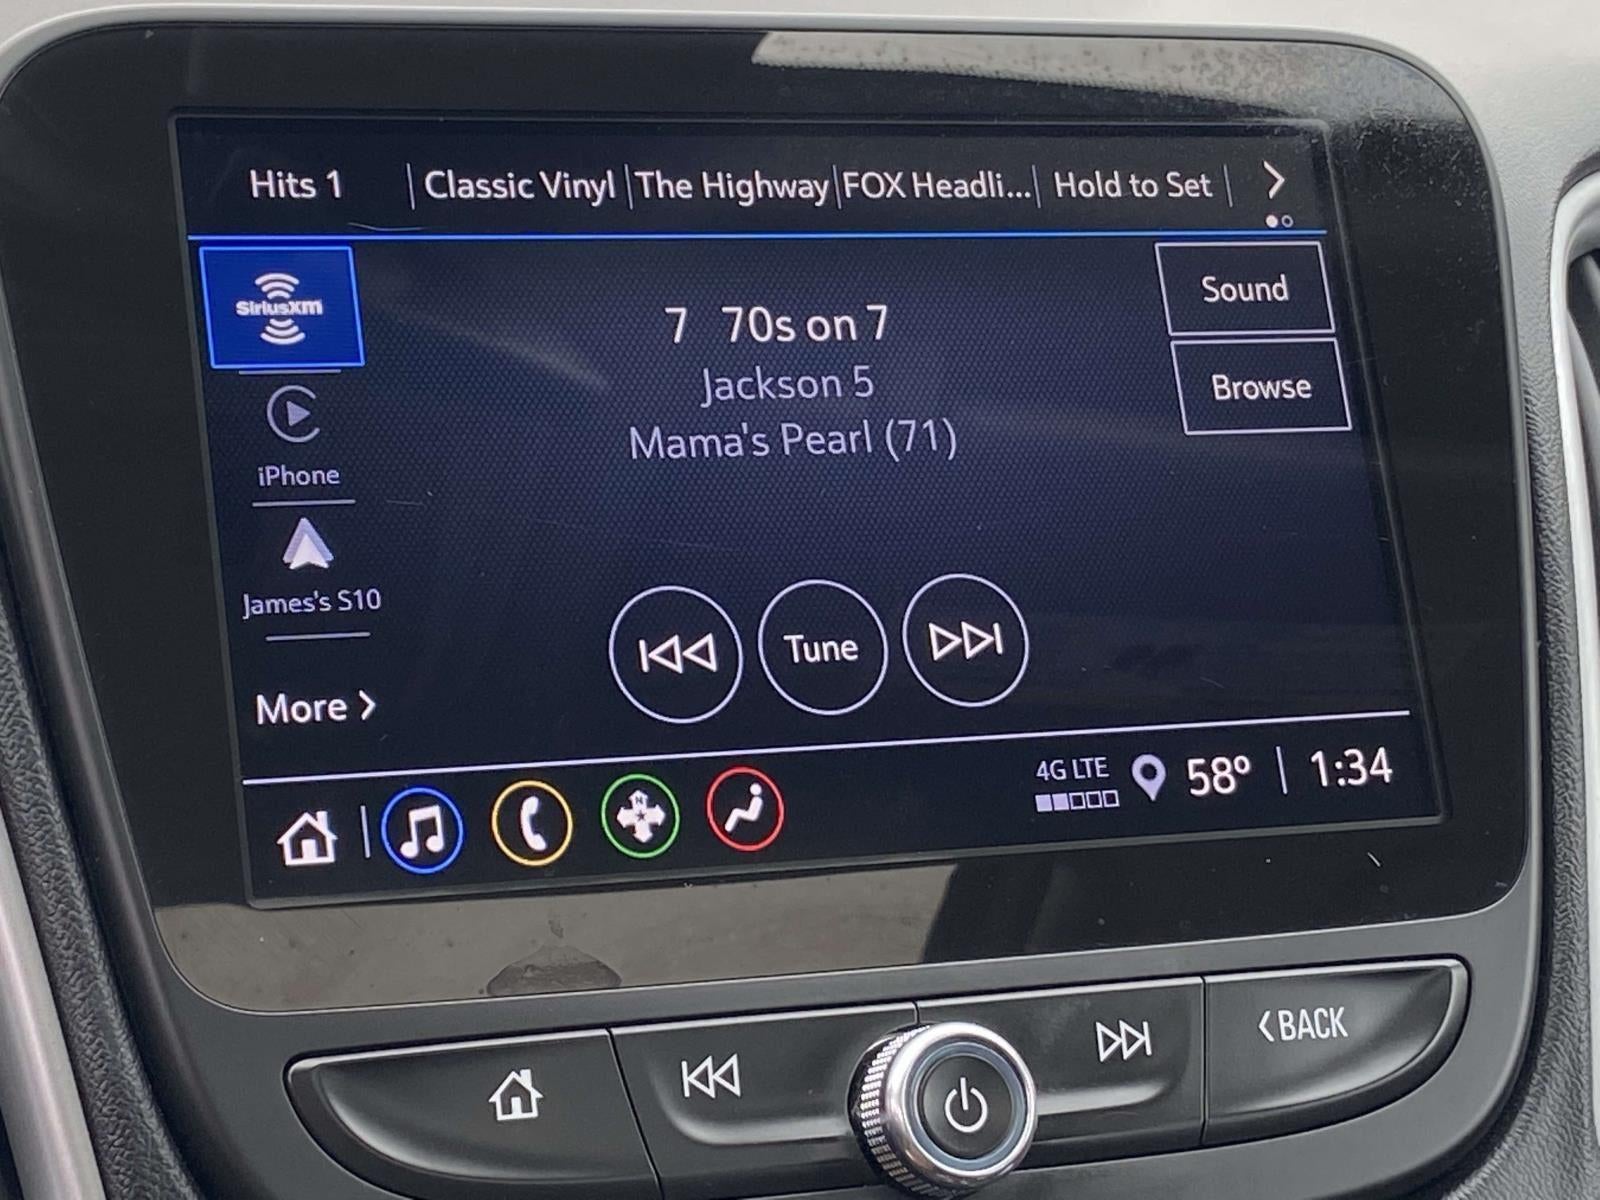 Hits 1 Classic Vinyl The Highway FOX Headli... Hold to Set
SiriusXM
Sound
7 70s on 7
Jackson 5
Browse
Mama's Pearl (71)
iPhone
James's S10
Tune
More
4G LTE 58° 1:34
N
BACK